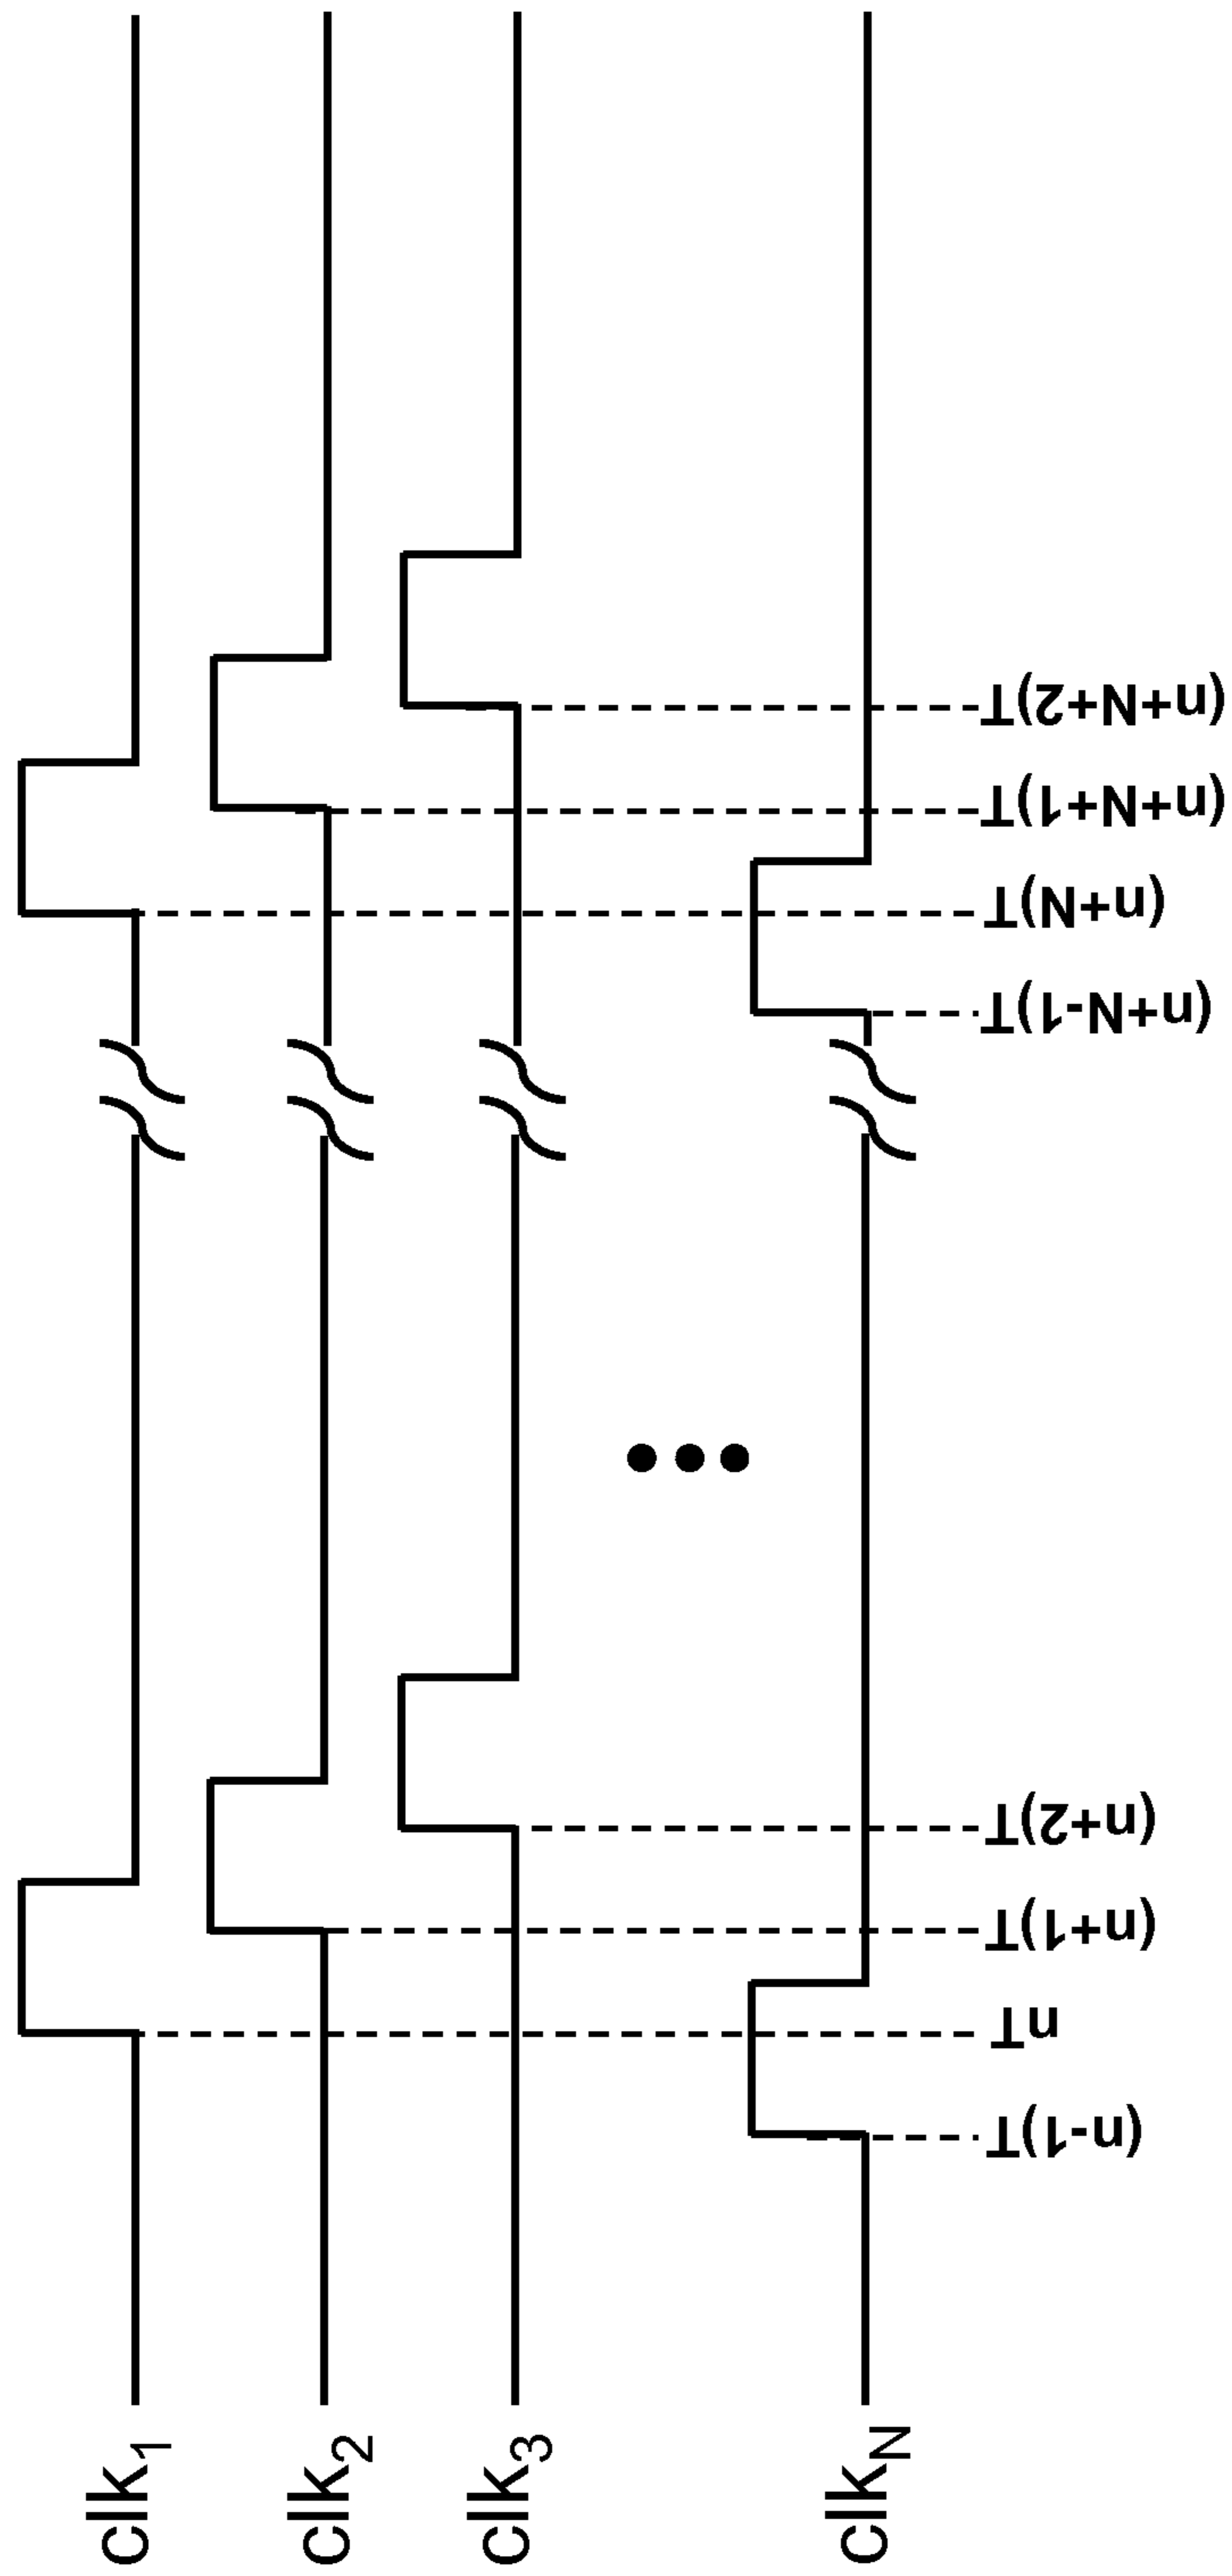 clk1
clk2
clk3
clkN
(n-1)T
nT
(n+1)T
(n+2)T
(n+N-1)T
(n+N)T
(n+N+1)T
(n+N+2)T